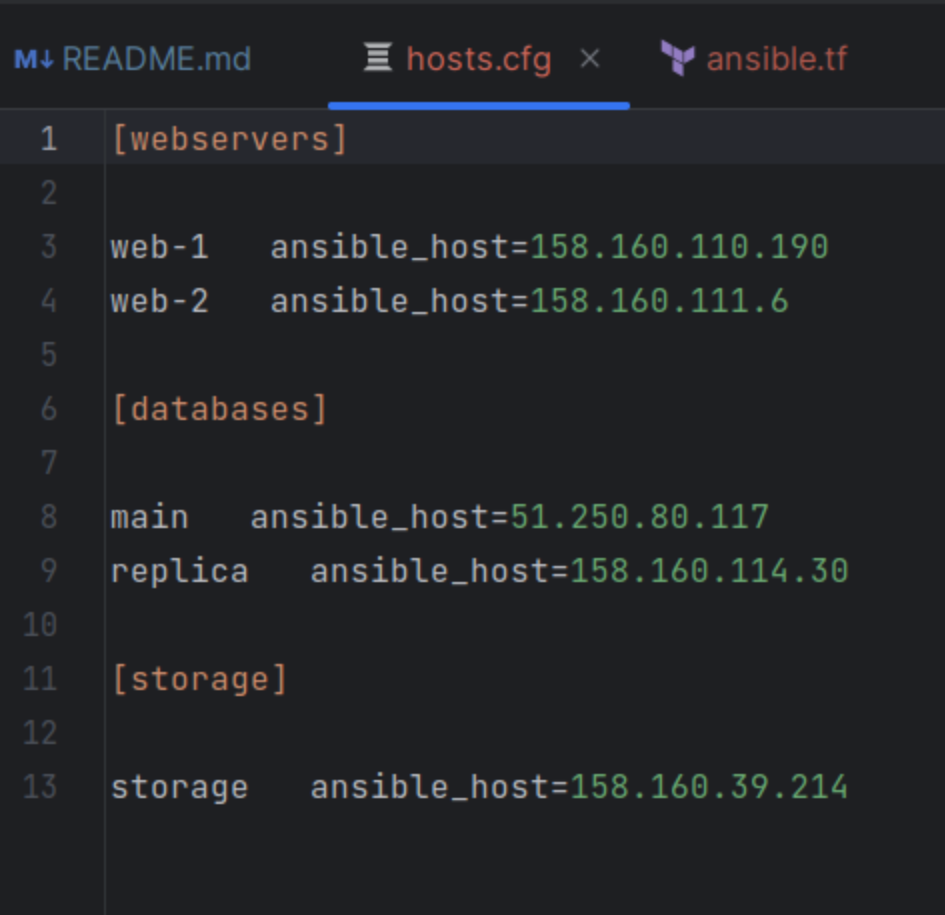 M↓ README.md hosts.cfg × ansible.tf
1 [webservers]
2
3 web-1   ansible_host=158.160.110.190
4 web-2   ansible_host=158.160.111.6
5
6 [databases]
7
8 main   ansible_host=51.250.80.117
9 replica   ansible_host=158.160.114.30
10
11 [storage]
12
13 storage   ansible_host=158.160.39.214